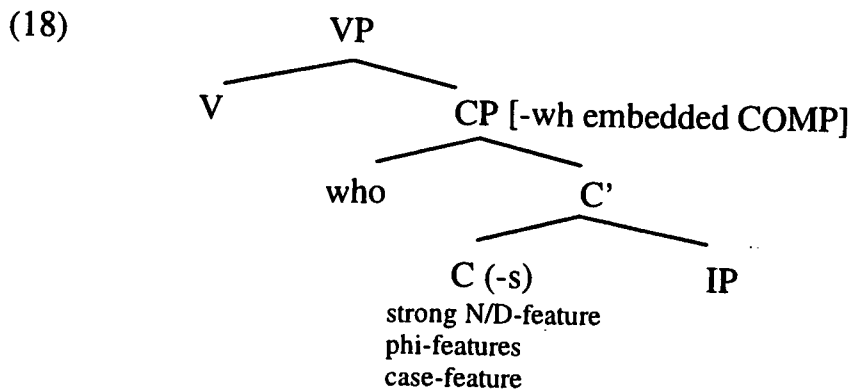 (18)
VP
V
CP [-wh embedded COMP]
who
C’
C (-s)
IP
strong N/D-feature
phi-features
case-feature